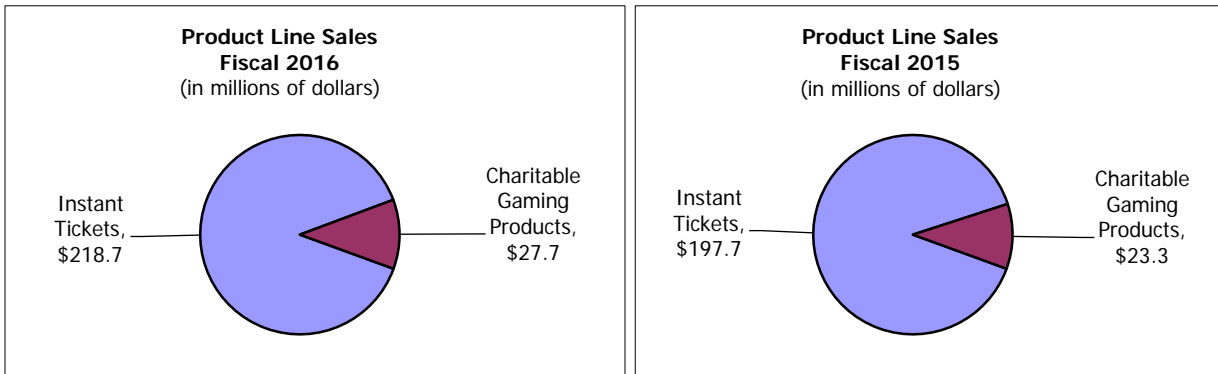 Product Line Sales
Fiscal 2016
(in millions of dollars)
Instant
Tickets,
$218.7
Charitable
Gaming
Products,
$27.7
Product Line Sales
Fiscal 2015
(in millions of dollars)
Instant
Tickets,
$197.7
Charitable
Gaming
Products,
$23.3